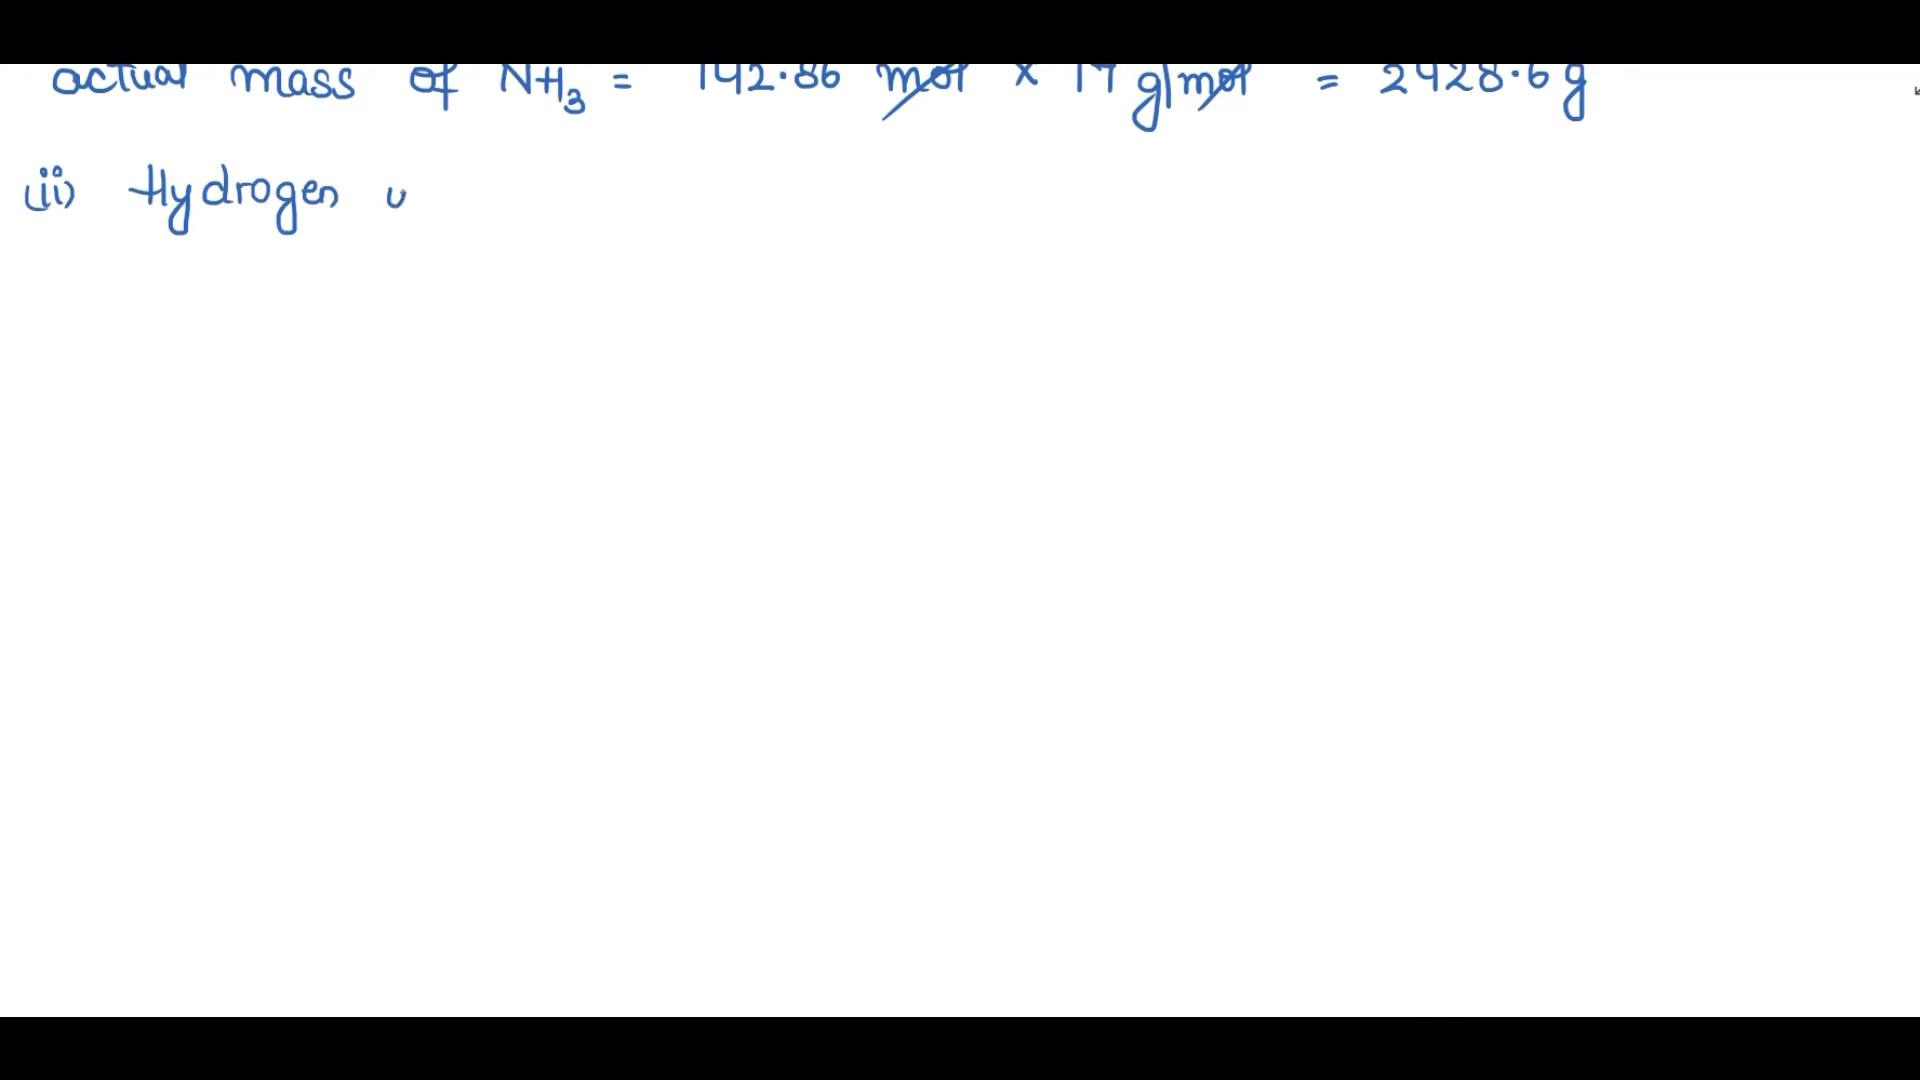 actual mass of NH₃ = 142.86 mol × 17 g/mol = 2428.6 g
(ii) Hydrogen